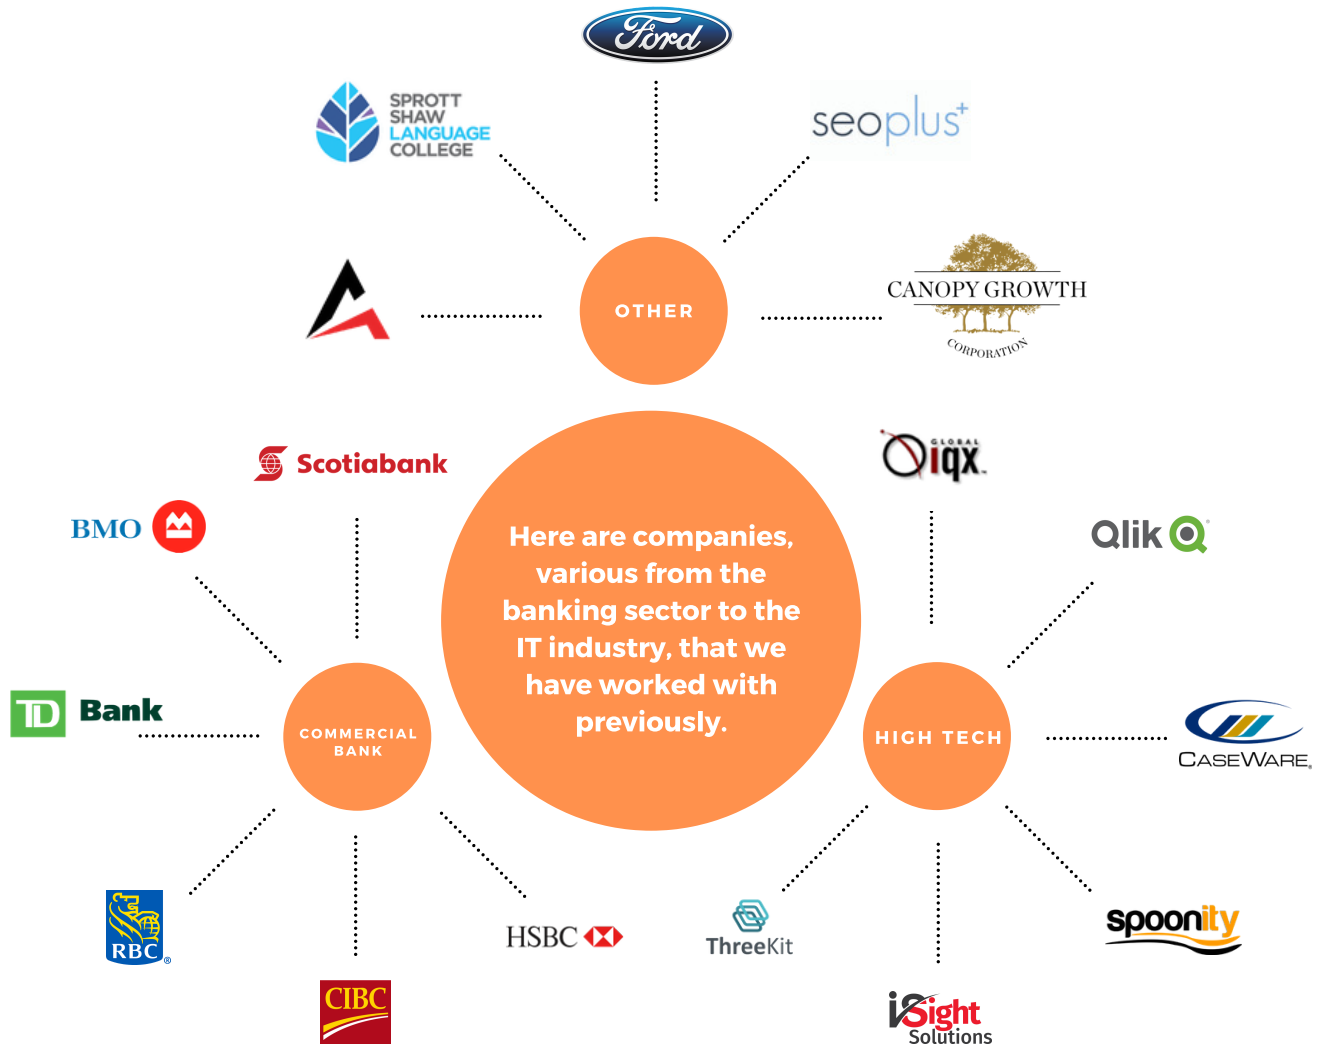 Ford
SPROTT
SHAW
LANGUAGE
COLLEGE
seoplus+
OTHER
CANOPY GROWTH
CORPORATION
Scotiabank
GLOBAL
iqx™
BMO
Qlik
Here are companies,
various from the
banking sector to the
IT industry, that we
have worked with
previously.
TD Bank
COMMERCIAL
BANK
HIGH TECH
CASEWARE®
RBC®
HSBC
ThreeKit
spoonity
CIBC
iSight
Solutions